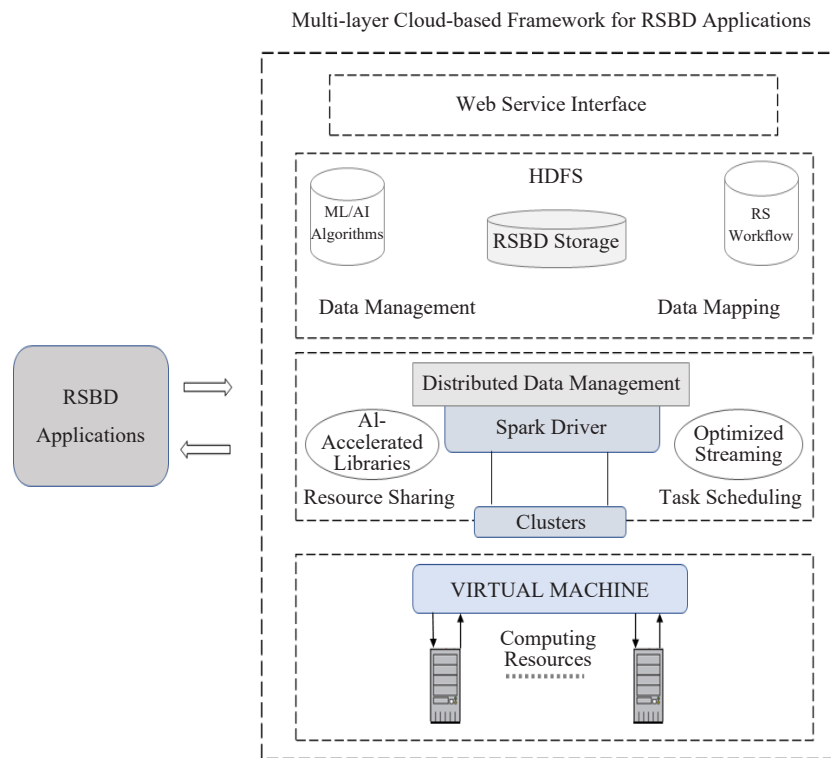 Multi-layer Cloud-based Framework for RSBD Applications
Web Service Interface
HDFS
ML/AI
Algorithms
RSBD Storage
RS
Workflow
Data Management
Data Mapping
RSBD
Applications
Distributed Data Management
AI-
Accelerated
Libraries
Spark Driver
Optimized
Streaming
Resource Sharing
Task Scheduling
Clusters
VIRTUAL MACHINE
Computing
Resources